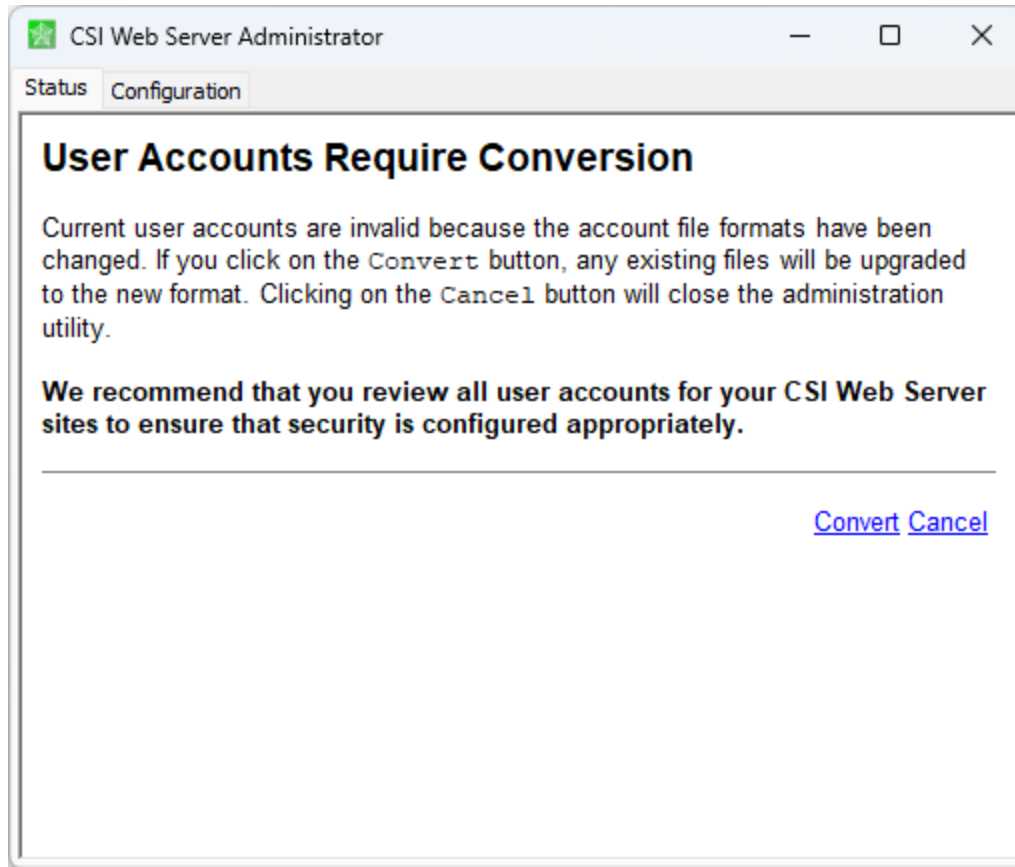 CSI Web Server Administrator
Status Configuration
User Accounts Require Conversion
Current user accounts are invalid because the account file formats have been
changed. If you click on the Convert button, any existing files will be upgraded
to the new format. Clicking on the Cancel button will close the administration
utility.
We recommend that you review all user accounts for your CSI Web Server
sites to ensure that security is configured appropriately.
Convert Cancel